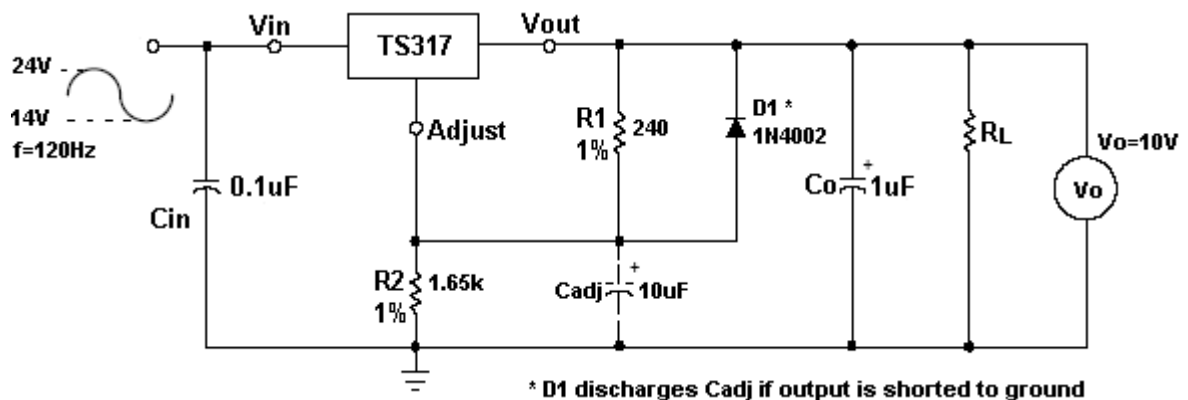 Vin
TS317
Vout
24V
14V
f=120Hz
Adjust
R1
1%
240
D1 *
1N4002
RL
Vo=10V
Vo
0.1uF
Cin
Co
+
1uF
R2
1%
1.65k
Cadj
+
10uF
* D1 discharges Cadj if output is shorted to ground